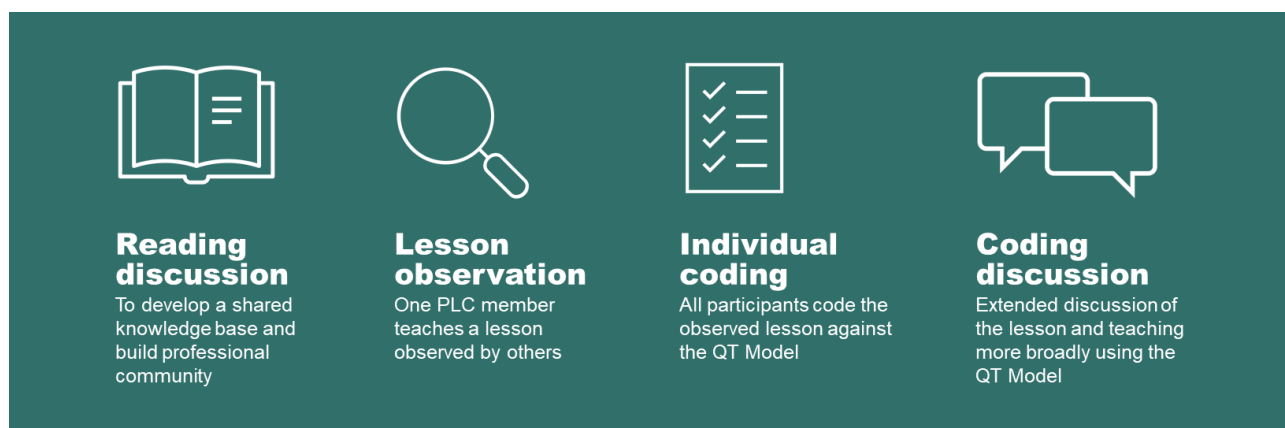 Reading
discussion
To develop a shared
knowledge base and
build professional
community
Lesson
observation
One PLC member
teaches a lesson
observed by others
Individual
coding
All participants code the
observed lesson against
the QT Model
Coding
discussion
Extended discussion of
the lesson and teaching
more broadly using the
QT Model